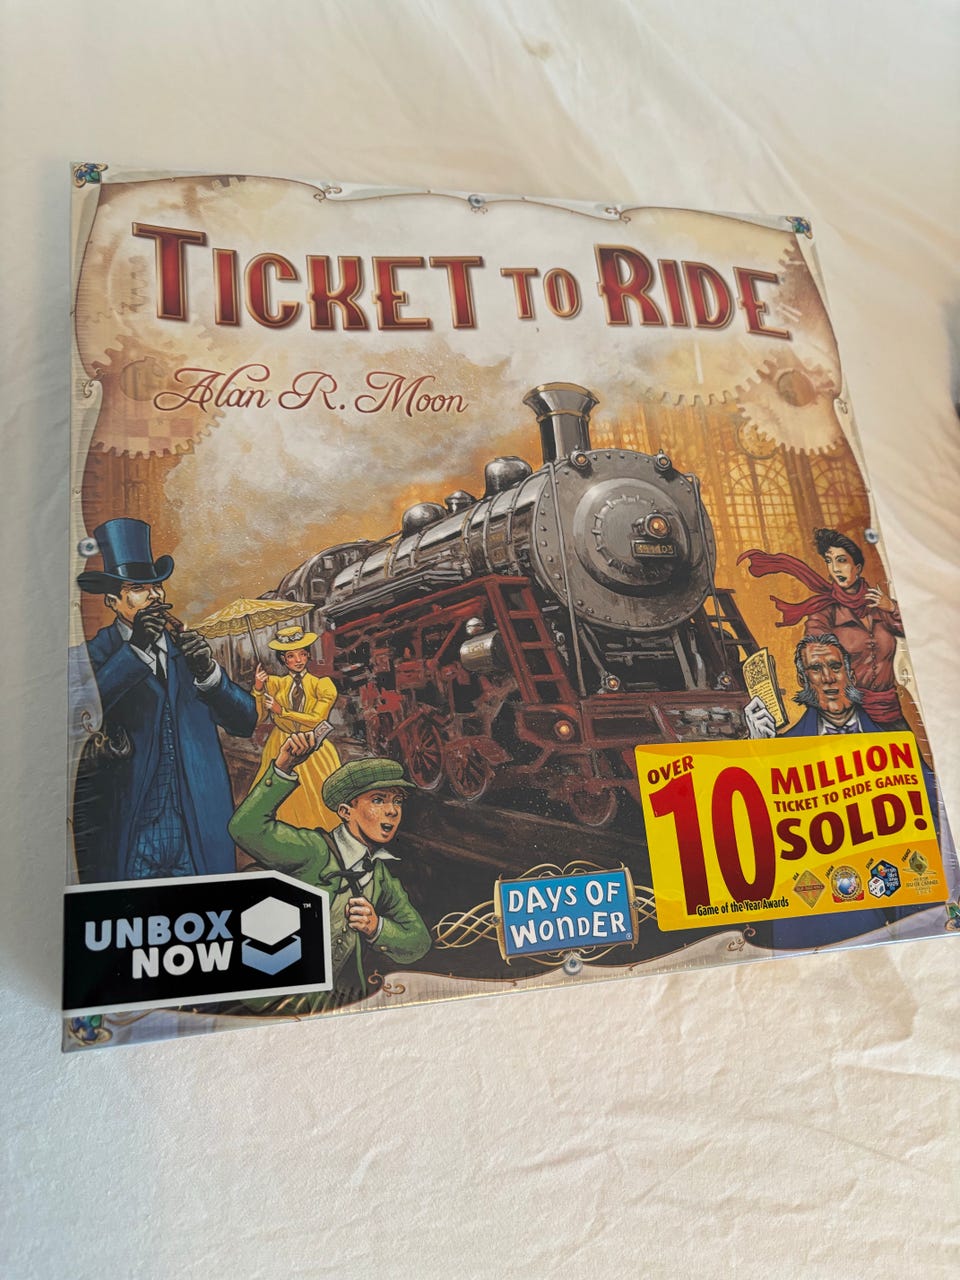 TICKET TO RIDE
Alan R. Moon
OVER
10 MILLION
TICKET TO RIDE GAMES
SOLD!
Game of the Year Awards
DAYS OF
WONDER®
UNBOX
NOW™